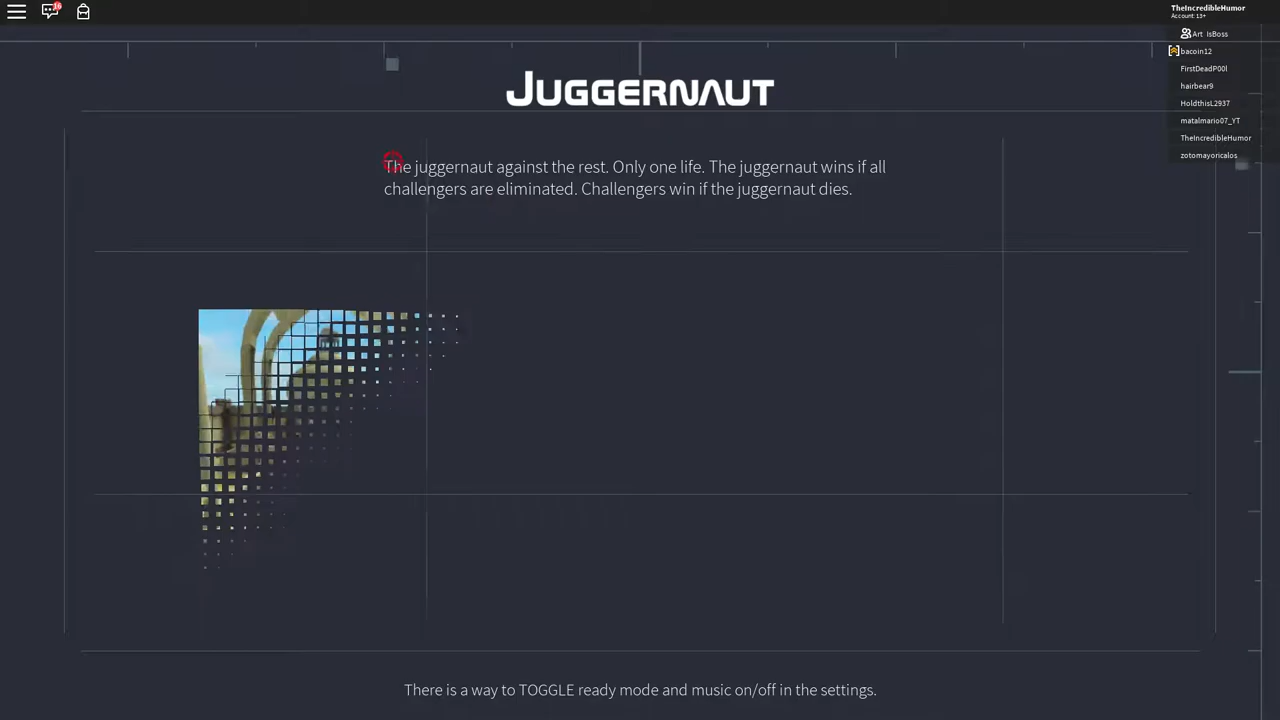 16
TheIncredibleHumor
Account: 13+
Art_IsBoss
bacoin12
FirstDeadP00l
hairbear9
HoldthisL2937
matalmario07_YT
TheIncredibleHumor
zotomayoricalos
JUGGERNAUT
The juggernaut against the rest. Only one life. The juggernaut wins if all
challengers are eliminated. Challengers win if the juggernaut dies.
There is a way to TOGGLE ready mode and music on/off in the settings.